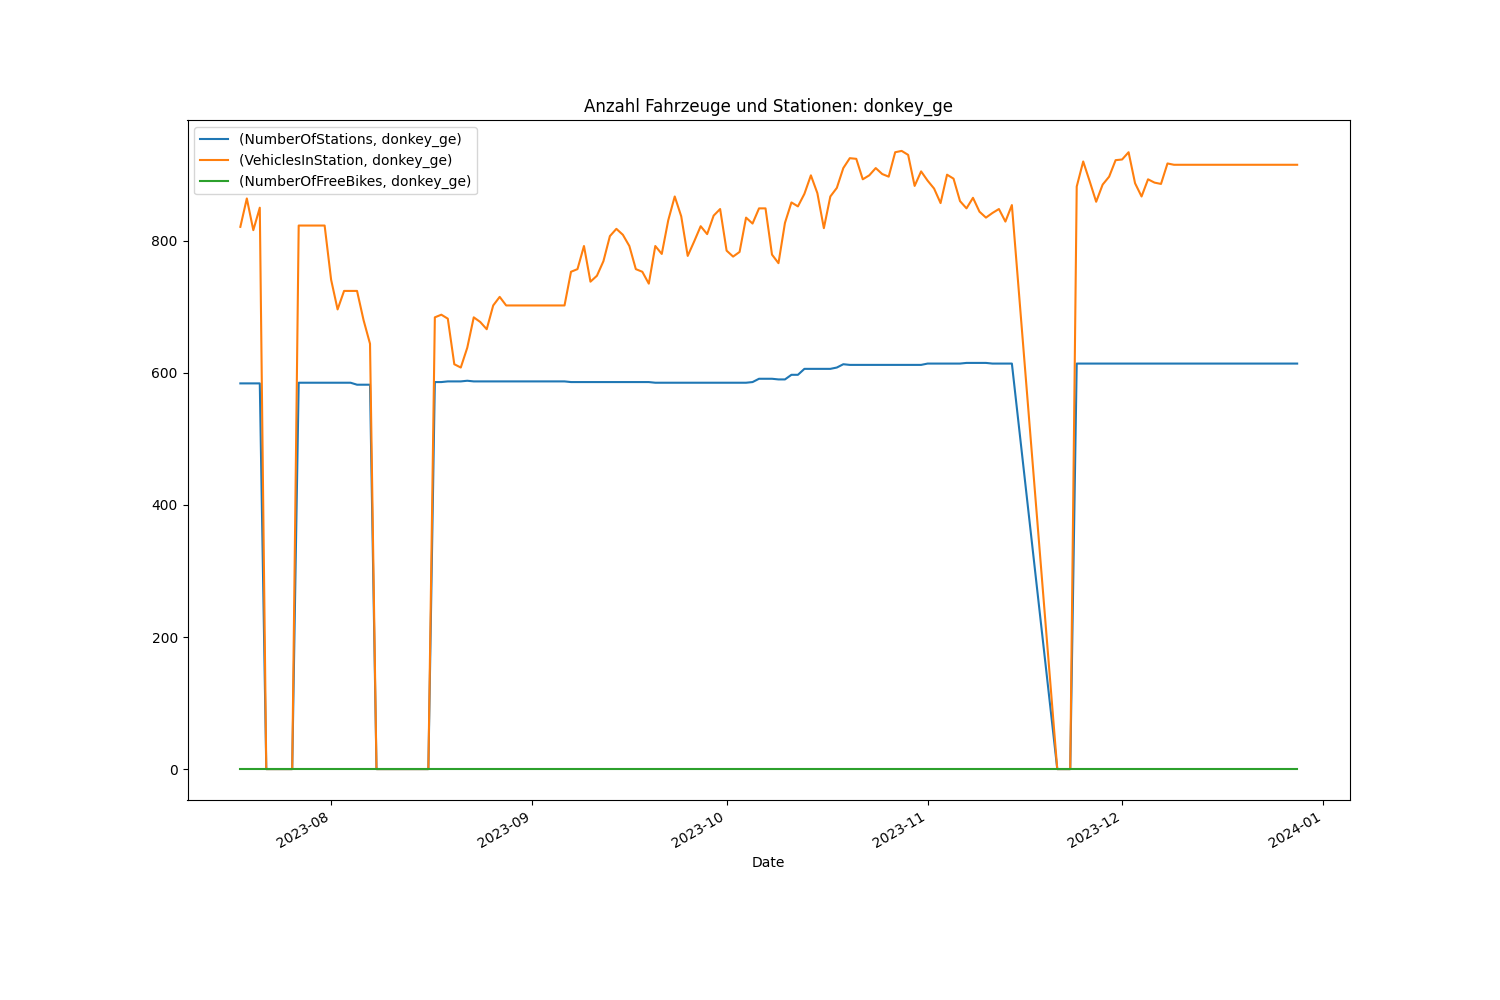 Anzahl Fahrzeuge und Stationen: donkey_ge
(NumberOfStations, donkey_ge)
(VehiclesInStation, donkey_ge)
(NumberOfFreeBikes, donkey_ge)
800
600
400
200
0
2023-08
2023-09
2023-10
2023-11
2023-12
2024-01
Date